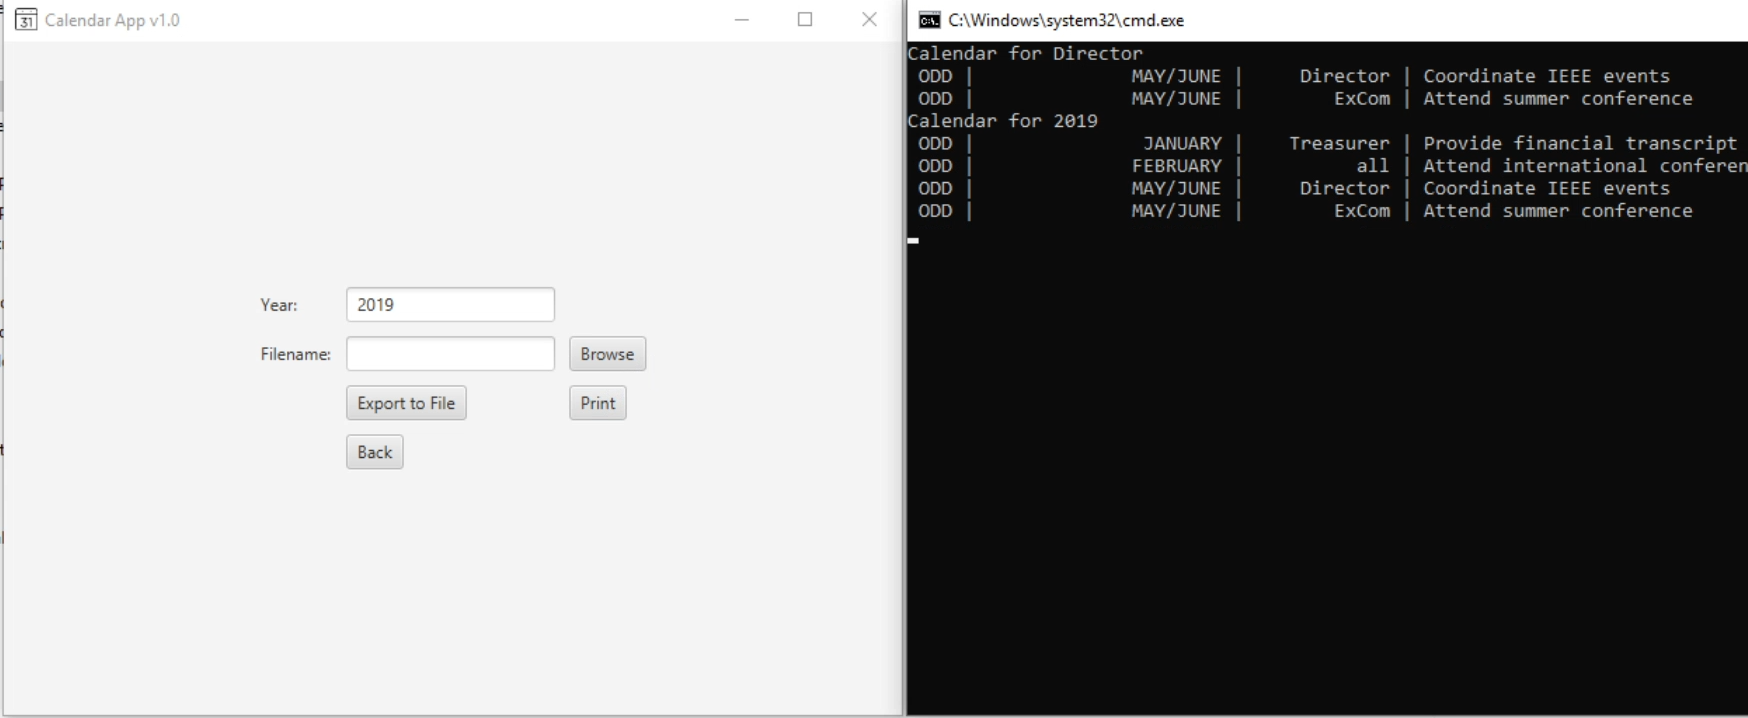 31 Calendar App v1.0
Year: 2019
Filename: Browse
Export to File Print
Back
C:\Windows\system32\cmd.exe
Calendar for Director
ODD | MAY/JUNE | Director | Coordinate IEEE events
ODD | MAY/JUNE | ExCom | Attend summer conference
Calendar for 2019
ODD | JANUARY | Treasurer | Provide financial transcript
ODD | FEBRUARY | all | Attend international conferen
ODD | MAY/JUNE | Director | Coordinate IEEE events
ODD | MAY/JUNE | ExCom | Attend summer conference